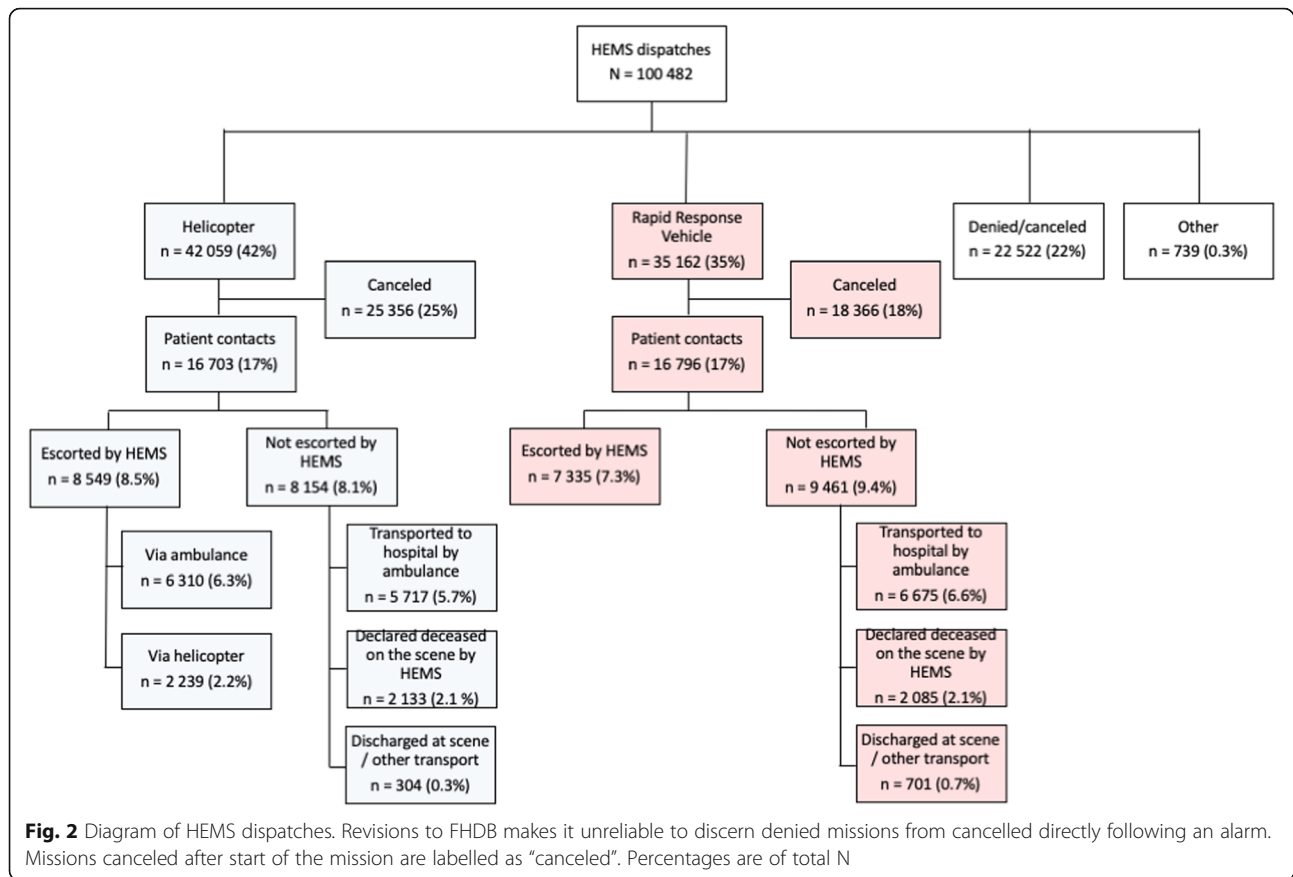 HEMS dispatches
N = 100 482
Helicopter
n = 42 059 (42%)
Rapid Response
Vehicle
n = 35 162 (35%)
Denied/canceled
n = 22 522 (22%)
Other
n = 739 (0.3%)
Canceled
n = 25 356 (25%)
Canceled
n = 18 366 (18%)
Patient contacts
n = 16 703 (17%)
Patient contacts
n = 16 796 (17%)
Escorted by HEMS
n = 8 549 (8.5%)
Not escorted by
HEMS
n = 8 154 (8.1%)
Escorted by HEMS
n = 7 335 (7.3%)
Not escorted by
HEMS
n = 9 461 (9.4%)
Via ambulance
n = 6 310 (6.3%)
Transported to
hospital by
ambulance
n = 5 717 (5.7%)
Transported to
hospital by
ambulance
n = 6 675 (6.6%)
Via helicopter
n = 2 239 (2.2%)
Declared deceased
on the scene by
HEMS
n = 2 133 (2.1 %)
Declared deceased
on the scene by
HEMS
n = 2 085 (2.1%)
Discharged at scene
/ other transport
n = 304 (0.3%)
Discharged at scene
/ other transport
n = 701 (0.7%)
Fig. 2 Diagram of HEMS dispatches. Revisions to FHDB makes it unreliable to discern denied missions from cancelled directly following an alarm.
Missions canceled after start of the mission are labelled as “canceled”. Percentages are of total N